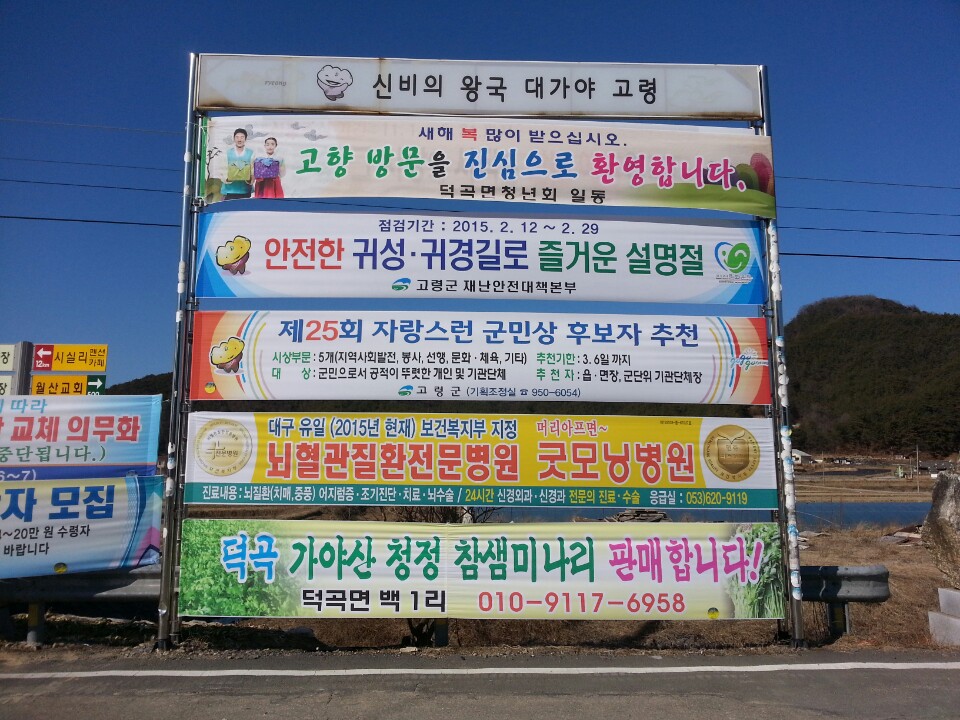 신비의 왕국 대가야 고령
새해 복 많이 받으십시오.
고향 방문을 진심으로 환영합니다.
덕곡면청년회 일동
점검기간 : 2015. 2. 12 ~ 2. 29
안전한 귀성·귀경길로 즐거운 설명절
고령군 재난안전대책본부
제25회 자랑스런 군민상 후보자 추천
시상부문 : 5개(지역사회발전, 봉사, 선행, 문화·체육, 기타) 추천기한 : 3. 6일 까지
대 상 : 군민으로서 공적이 뚜렷한 개인 및 기관단체 추 천 자 : 읍·면장, 군단위 기관단체장
고 령 군 (기획조정실 ☎ 950-6054)
대구 유일 (2015년 현재) 보건복지부 지정 머리아프면~
뇌혈관질환전문병원 굿모닝병원
진료내용 : 뇌질환(치매, 중풍) 어지럼증·조기진단·치료·뇌수술 / 24시간 신경외과·신경과 전문의 진료·수술 응급실 : 053)620-9119
덕곡 가야산 청정 참샘미나리 판매합니다!
덕곡면 백 1리 010-9117-6958
장 시실리 펜션 카페
12km
장 월산교회
500
에 따라
교체 의무화
중단됩니다.)
6~7)
자 모집
~20만 원 수령자
바랍니다